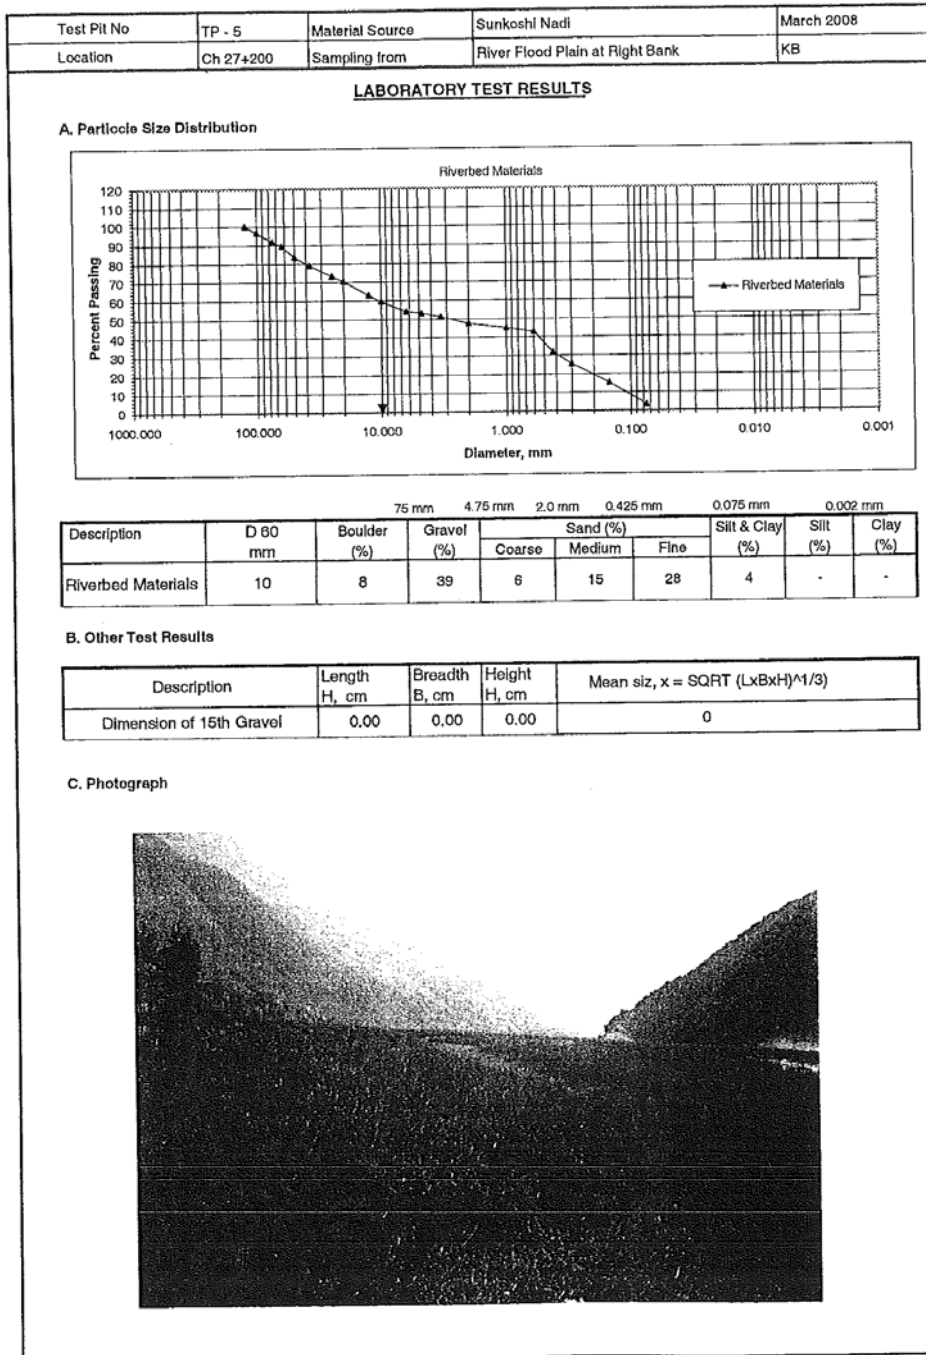 Test Pit No TP - 5 Material Source Sunkoshi Nadi March 2008
Location Ch 27+200 Sampling from River Flood Plain at Right Bank KB
LABORATORY TEST RESULTS
A. Particcle Size Distribution
Riverbed Materials
120
110
100
90
80
70
60
50
40
30
20
10
0
Percent Passing
Riverbed Materials
1000.000 100.000 10.000 1.000 0.100 0.010 0.001
Diameter, mm
75 mm 4.75 mm 2.0 mm 0.425 mm 0.075 mm 0.002 mm
Description D 60 Boulder Gravel Sand (%) Silt & Clay Silt Clay
mm (%) (%) Coarse Medium Fine (%) (%) (%)
Riverbed Materials 10 8 39 6 15 28 4 - -
B. Other Test Results
Description Length Breadth Height Mean siz, x = SQRT (LxBxH)^1/3)
H, cm B, cm H, cm
Dimension of 15th Gravel 0.00 0.00 0.00 0
C. Photograph